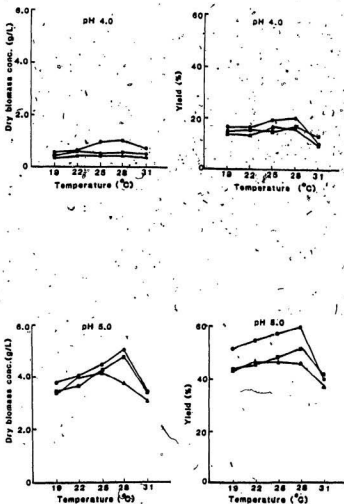 pH 4.0
Dry biomass conc. (g/L)
6.0
4.0
2.0
0
19 22 25 28 31
Temperature (°C)
pH 4.0
Yield (%)
60
40
20
0
19 22 25 28 31
Temperature (°C)
pH 5.0
Dry biomass conc.(g/L)
6.0
4.0
2.0
0
19 22 25 28 31
Temperature (°C)
pH 5.0
Yield (%)
60
40
20
0
19 22 25 28 31
Temperature (°C)